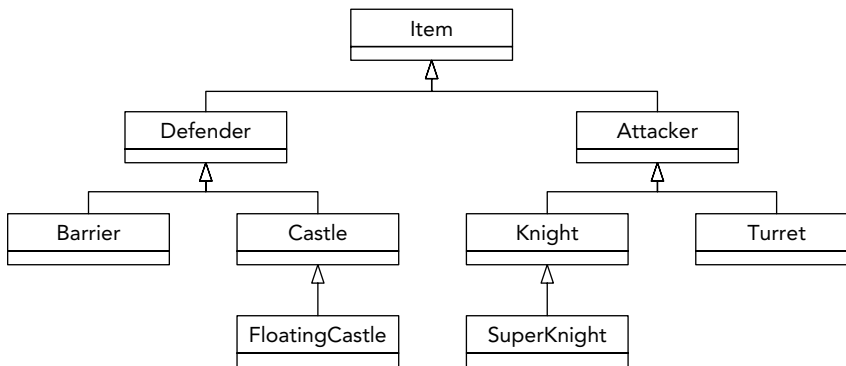 Item
Defender
Attacker
Barrier
Castle
Knight
Turret
FloatingCastle
SuperKnight